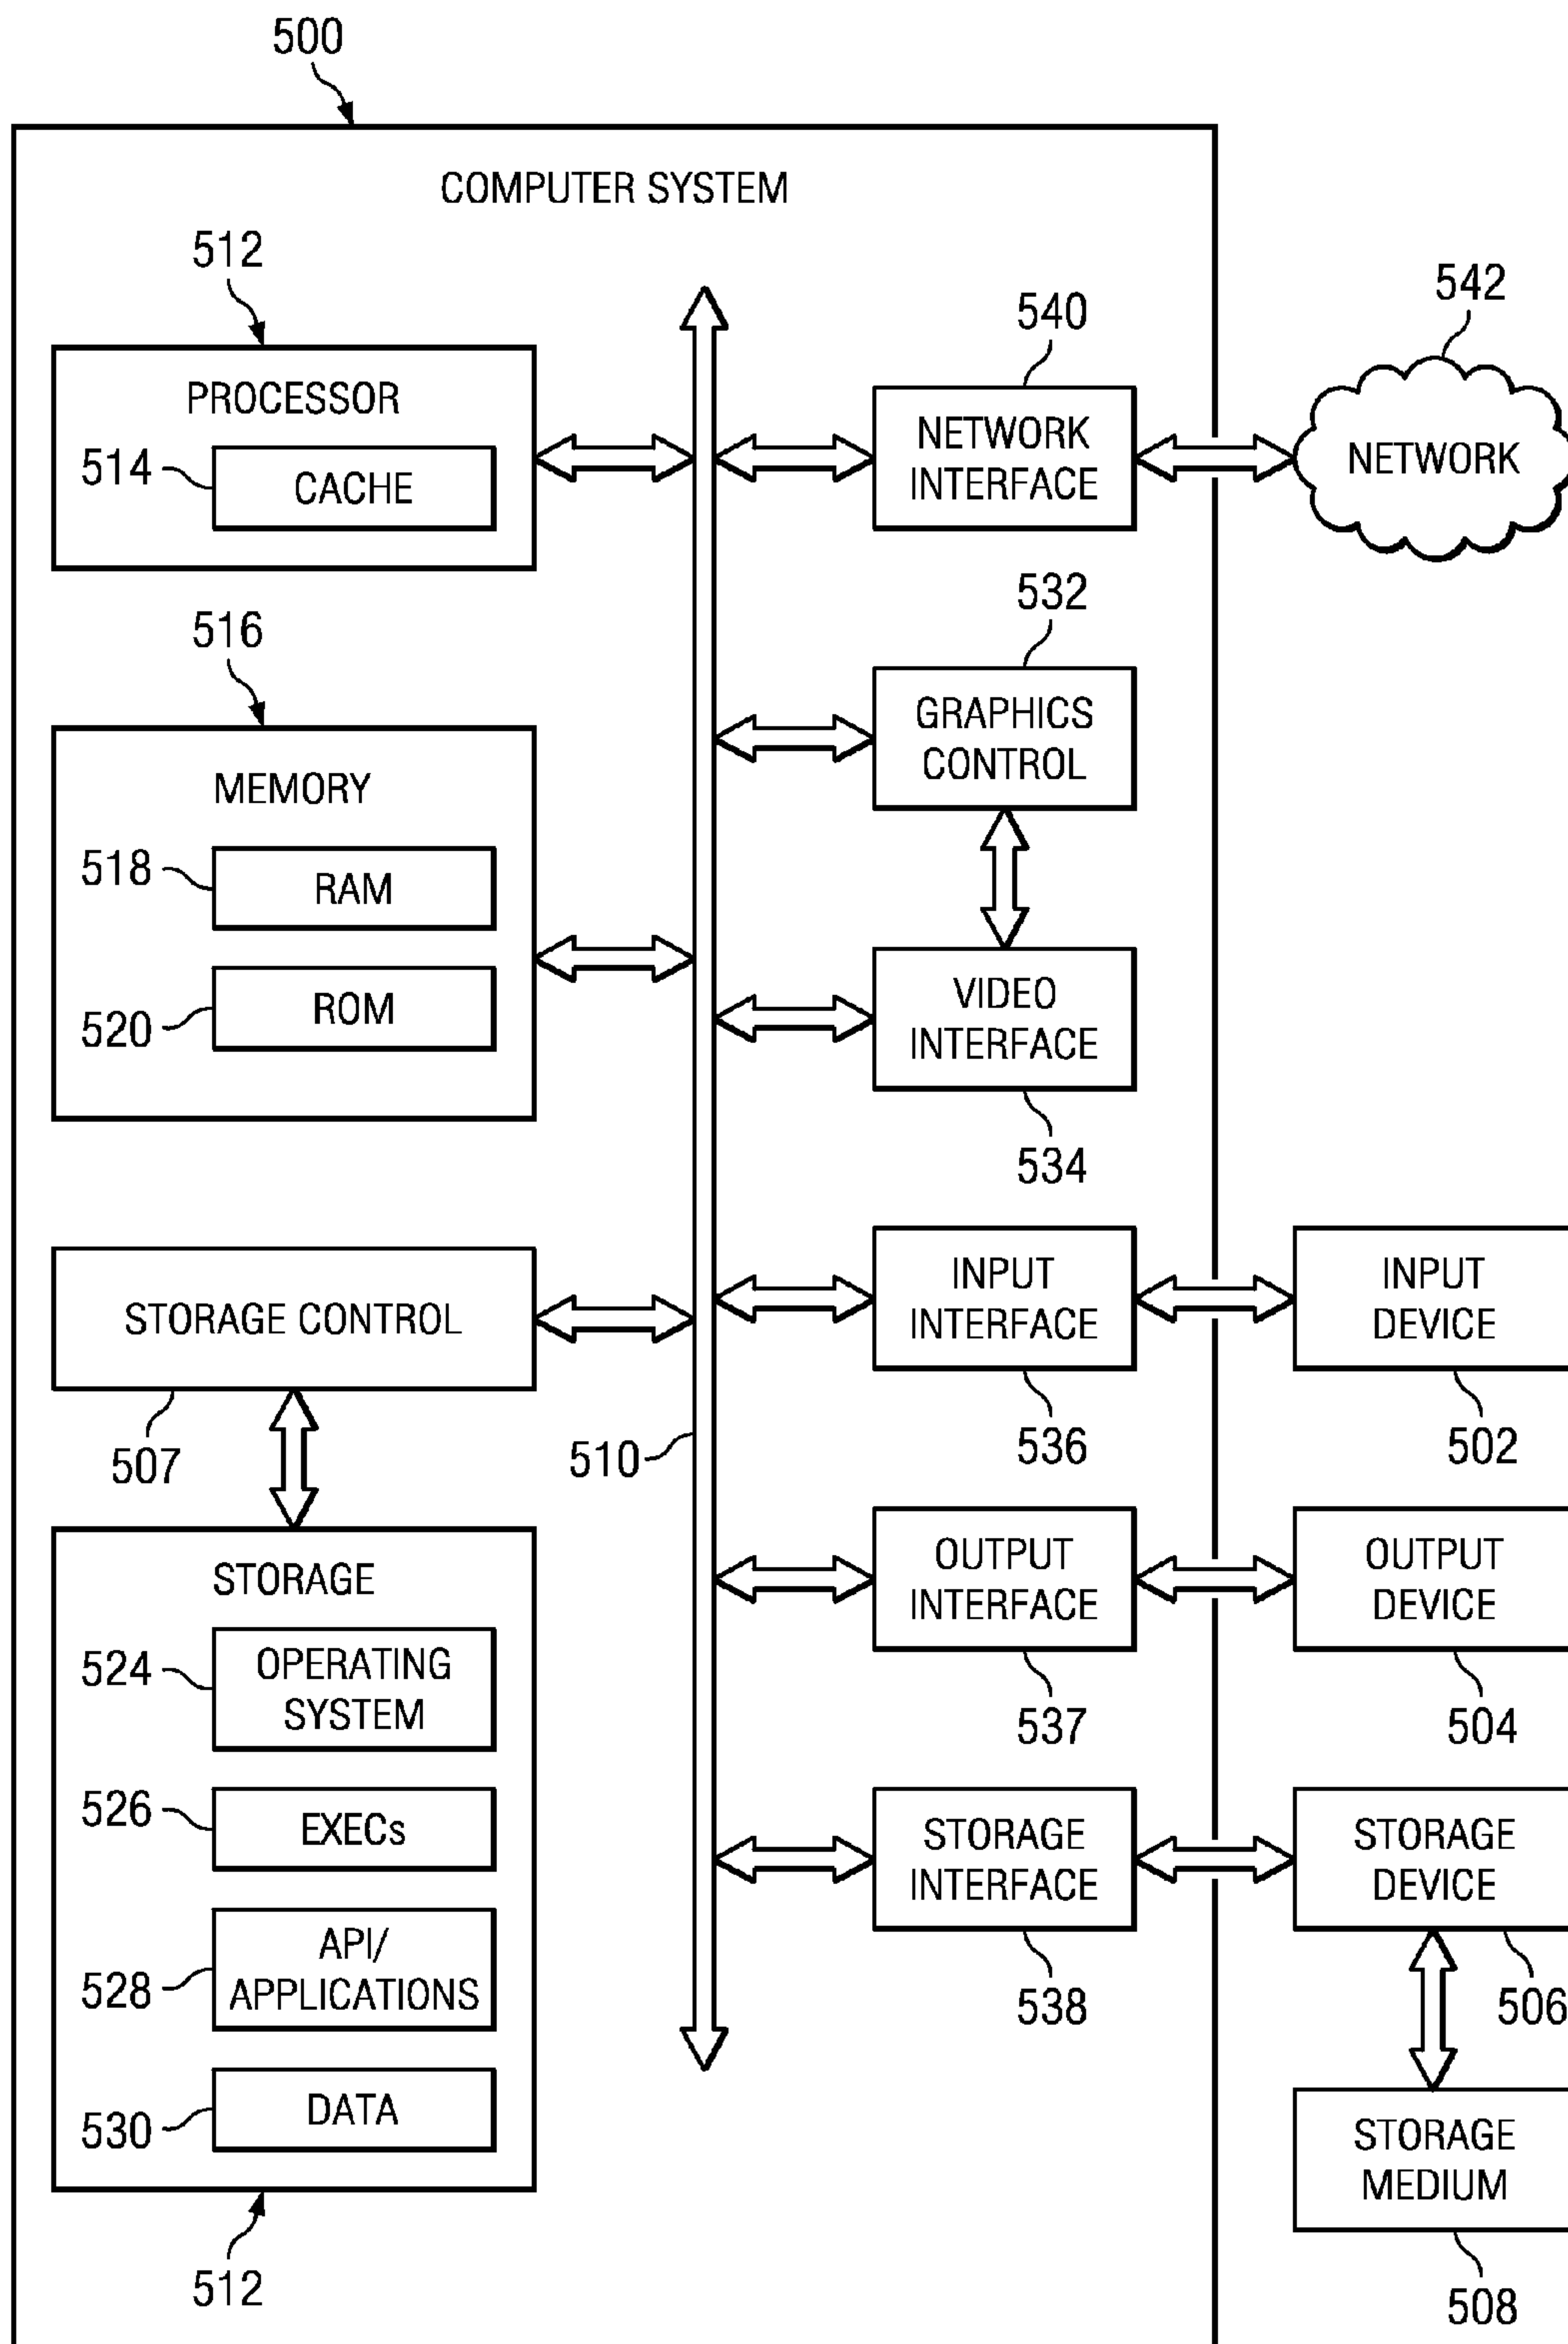 500
COMPUTER SYSTEM
512
PROCESSOR
514
CACHE
540
NETWORK
INTERFACE
542
NETWORK
516
MEMORY
518
RAM
520
ROM
532
GRAPHICS
CONTROL
VIDEO
INTERFACE
534
STORAGE CONTROL
507
510
INPUT
INTERFACE
536
INPUT
DEVICE
502
STORAGE
524
OPERATING
SYSTEM
526
EXECs
528
API/
APPLICATIONS
530
DATA
512
OUTPUT
INTERFACE
537
OUTPUT
DEVICE
504
STORAGE
INTERFACE
538
STORAGE
DEVICE
506
STORAGE
MEDIUM
508